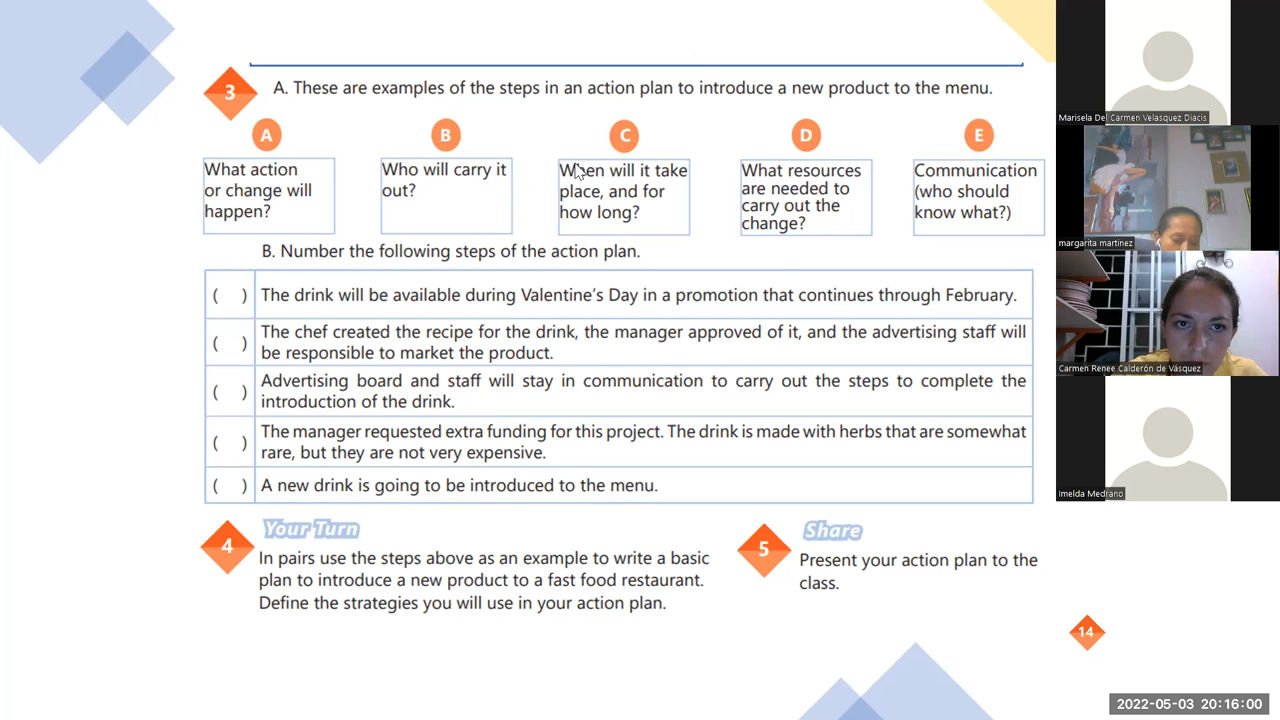 3
A. These are examples of the steps in an action plan to introduce a new product to the menu.
A
B
C
D
E
What action
or change will
happen?
Who will carry it
out?
When will it take
place, and for
how long?
What resources
are needed to
carry out the
change?
Communication
(who should
know what?)
B. Number the following steps of the action plan.
( ) The drink will be available during Valentine's Day in a promotion that continues through February.
( ) The chef created the recipe for the drink, the manager approved of it, and the advertising staff will
be responsible to market the product.
( ) Advertising board and staff will stay in communication to carry out the steps to complete the
introduction of the drink.
( ) The manager requested extra funding for this project. The drink is made with herbs that are somewhat
rare, but they are not very expensive.
( ) A new drink is going to be introduced to the menu.
4
Your Turn
In pairs use the steps above as an example to write a basic
plan to introduce a new product to a fast food restaurant.
Define the strategies you will use in your action plan.
5
Share
Present your action plan to the
class.
14
Marisela Del Carmen Velasquez Diacis
margarita martinez
Carmen Renee Calderón de Vásquez
Imelda Medrano
2022-05-03 20:16:00